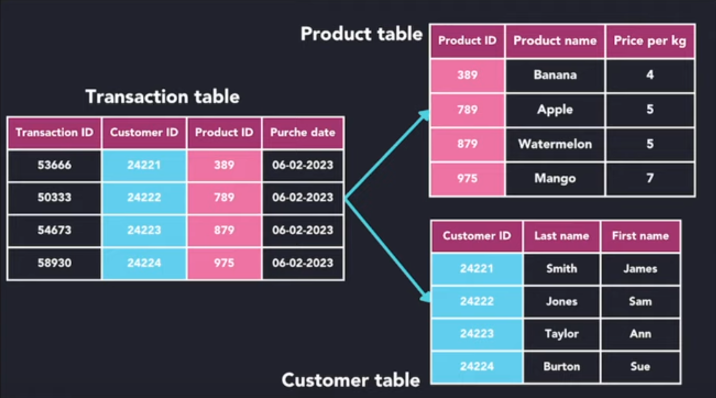 Product table
Product ID Product name Price per kg
389 Banana 4
789 Apple 5
879 Watermelon 5
975 Mango 7
Transaction table
Transaction ID Customer ID Product ID Purche date
53666 24221 389 06-02-2023
50333 24222 789 06-02-2023
54673 24223 879 06-02-2023
58930 24224 975 06-02-2023
Customer ID Last name First name
24221 Smith James
24222 Jones Sam
24223 Taylor Ann
24224 Burton Sue
Customer table